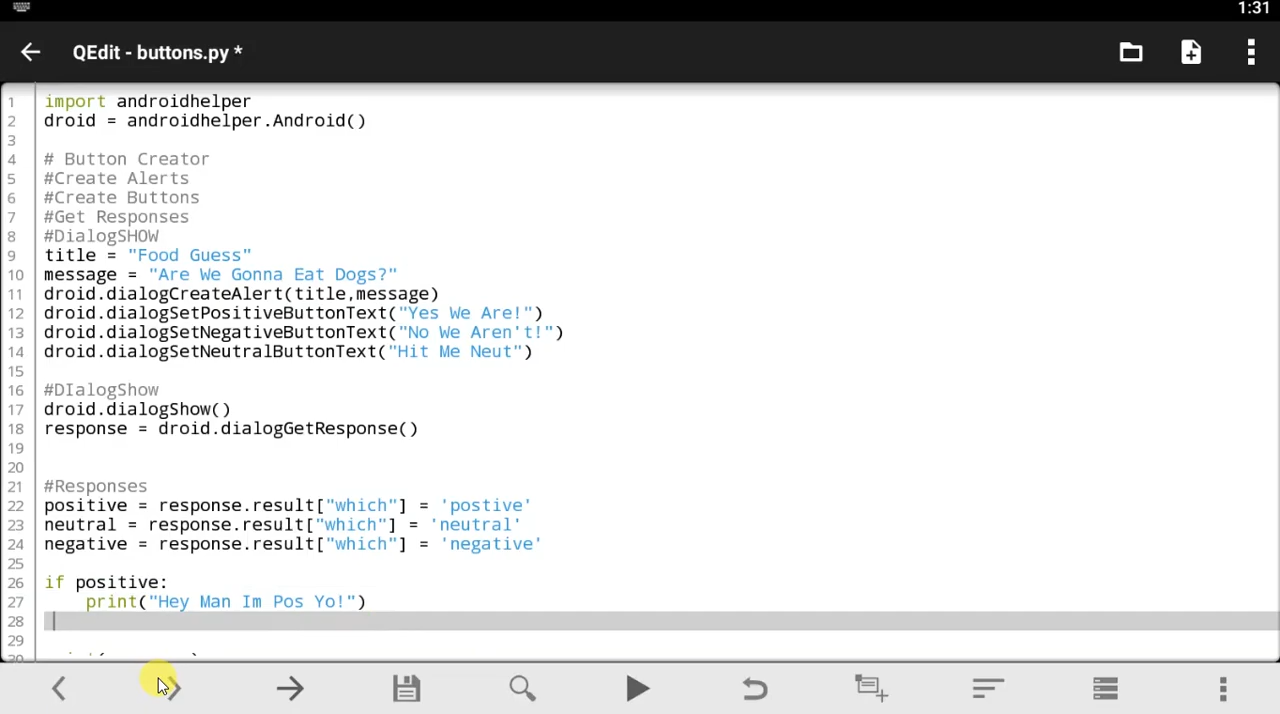 1:31
QEdit - buttons.py *
1 import androidhelper
2 droid = androidhelper.Android()
3
4 # Button Creator
5 #Create Alerts
6 #Create Buttons
7 #Get Responses
8 #DialogSHOW
9 title = "Food Guess"
10 message = "Are We Gonna Eat Dogs?"
11 droid.dialogCreateAlert(title,message)
12 droid.dialogSetPositiveButtonText("Yes We Are!")
13 droid.dialogSetNegativeButtonText("No We Aren't!")
14 droid.dialogSetNeutralButtonText("Hit Me Neut")
15
16 #DIalogShow
17 droid.dialogShow()
18 response = droid.dialogGetResponse()
19
20
21 #Responses
22 positive = response.result["which"] = 'postive'
23 neutral = response.result["which"] = 'neutral'
24 negative = response.result["which"] = 'negative'
25
26 if positive:
27 print("Hey Man Im Pos Yo!")
28
29